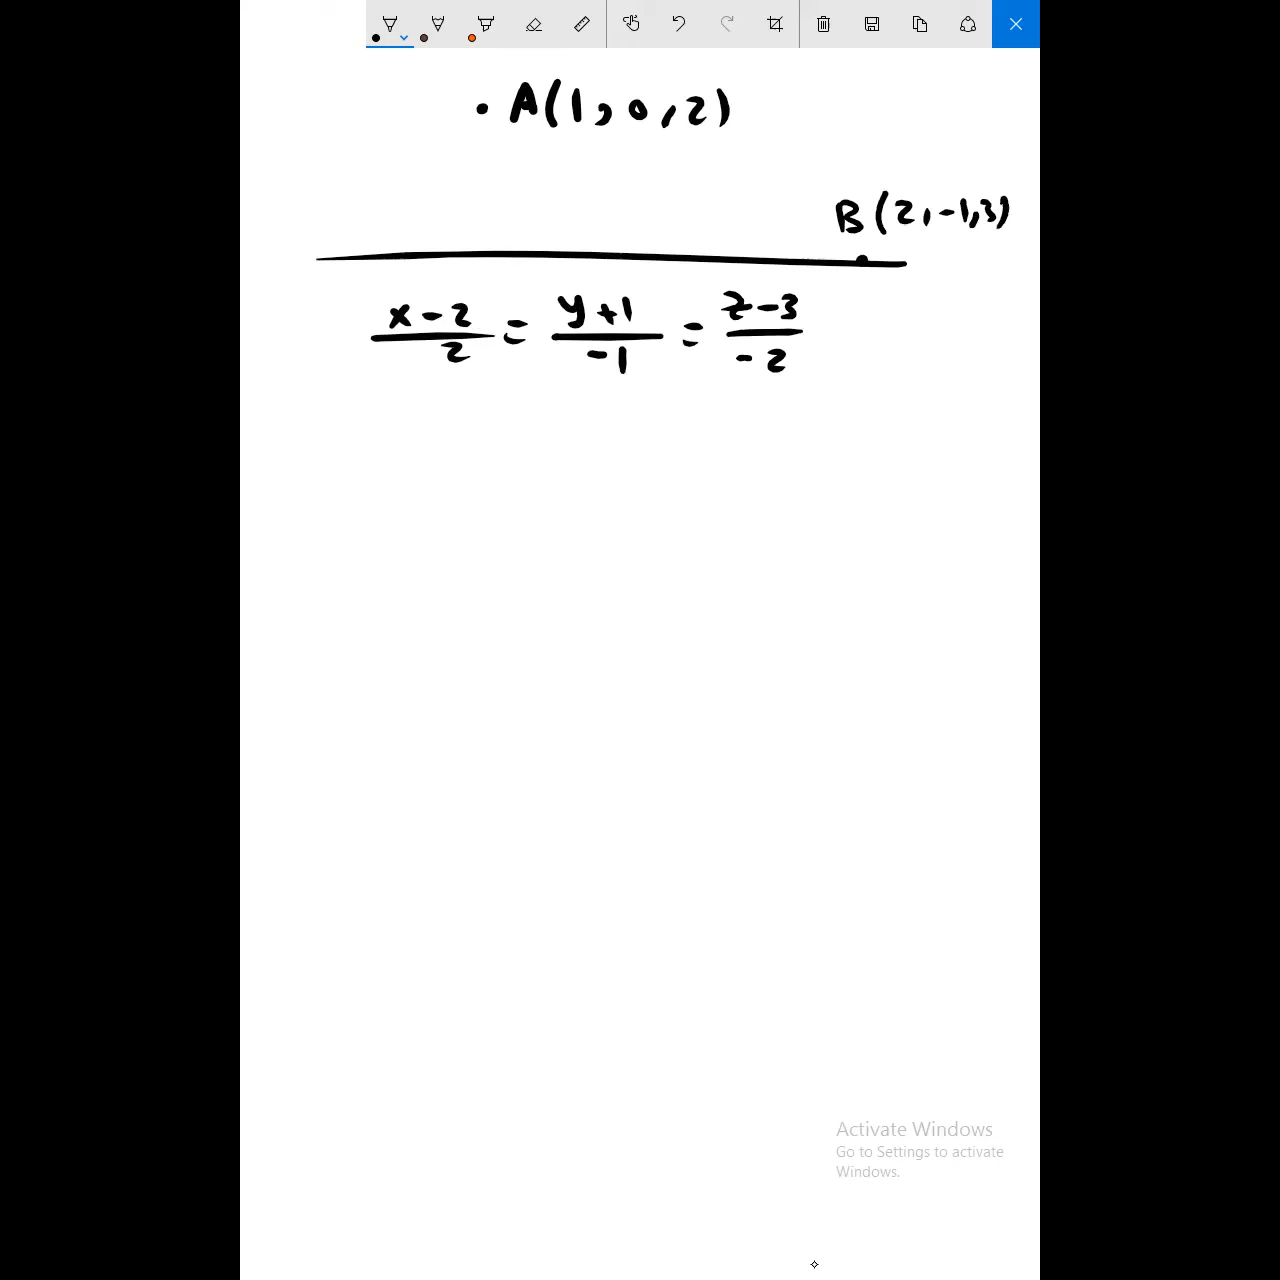 . A(1,0,2)
B(2,-1,3)
x-2 = y+1 = z-3
2 -1 -2
Activate Windows
Go to Settings to activate
Windows.